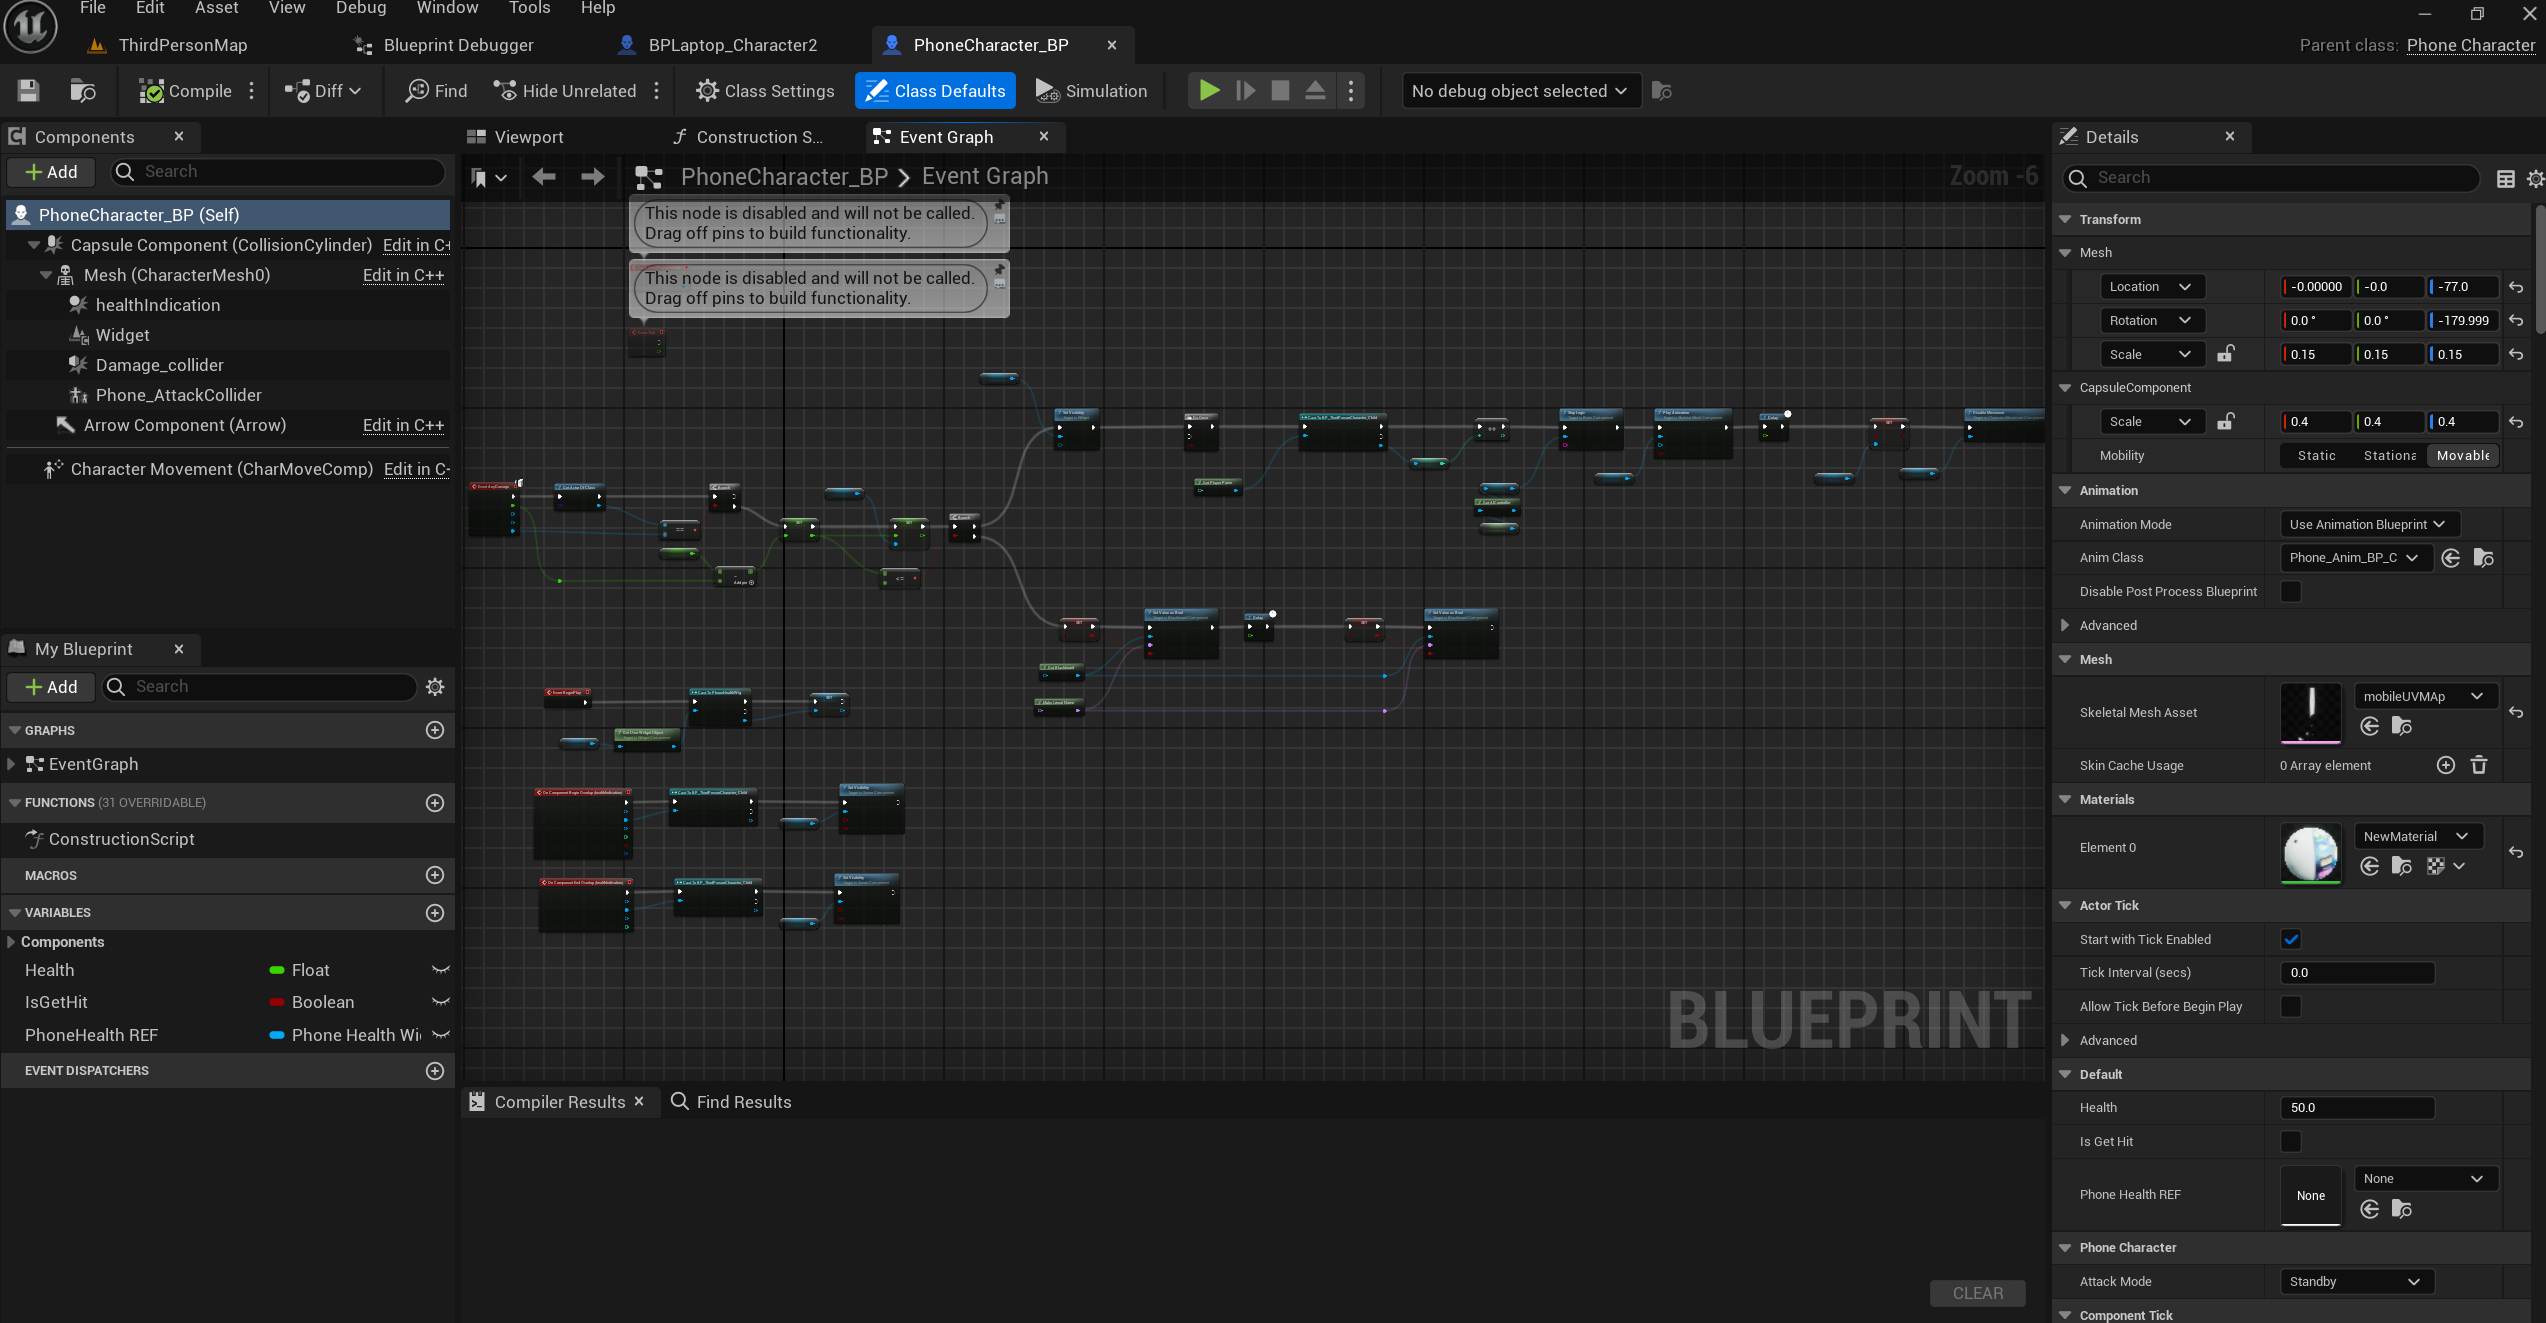 File Edit Asset View Debug Window Tools Help
ThirdPersonMap Blueprint Debugger BPLaptop_Character2 PhoneCharacter_BP
Parent class: Phone Character
Compile Diff Find Hide Unrelated Class Settings Class Defaults Simulation No debug object selected
Components
Add Search
PhoneCharacter_BP (Self)
Capsule Component (CollisionCylinder) Edit in C+
Mesh (CharacterMesh0) Edit in C++
healthIndication
Widget
Damage_collider
Phone_AttackCollider
Arrow Component (Arrow) Edit in C++
Character Movement (CharMoveComp) Edit in C-
My Blueprint
Add Search
GRAPHS
EventGraph
FUNCTIONS (31 OVERRIDABLE)
ConstructionScript
MACROS
VARIABLES
Components
Health Float
IsGetHit Boolean
PhoneHealth REF Phone Health Wi
EVENT DISPATCHERS
Viewport Construction S... Event Graph
PhoneCharacter_BP > Event Graph
Zoom -6
This node is disabled and will not be called.
Drag off pins to build functionality.
This node is disabled and will not be called.
Drag off pins to build functionality.
BLUEPRINT
Compiler Results Find Results
CLEAR
Details
Search
Transform
Mesh
Location -0.00000 -0.0 -77.0
Rotation 0.0 ° 0.0 ° -179.999
Scale 0.15 0.15 0.15
CapsuleComponent
Scale 0.4 0.4 0.4
Mobility Static Stationa Movable
Animation
Animation Mode Use Animation Blueprint
Anim Class Phone_Anim_BP_C
Disable Post Process Blueprint
Advanced
Mesh
Skeletal Mesh Asset mobileUVMAp
Skin Cache Usage 0 Array element
Materials
Element 0 NewMaterial
Actor Tick
Start with Tick Enabled
Tick Interval (secs) 0.0
Allow Tick Before Begin Play
Advanced
Default
Health 50.0
Is Get Hit
Phone Health REF None None
Phone Character
Attack Mode Standby
Component Tick